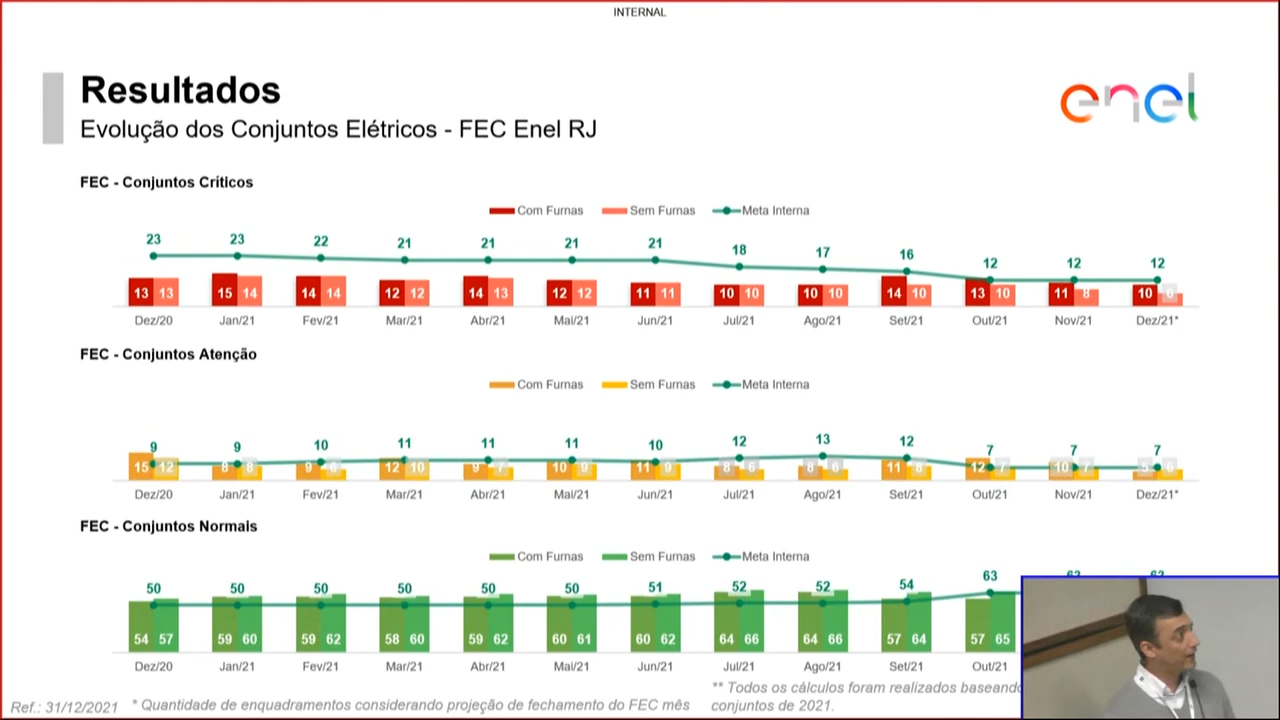 INTERNAL
Resultados
enel
Evolução dos Conjuntos Elétricos - FEC Enel RJ
FEC - Conjuntos Críticos
Com Furnas Sem Furnas Meta Interna
23 23 22 21 21 21 21 18 17 16 12 12 12
13 13 15 14 14 14 12 12 14 13 12 12 11 11 10 10 10 10 14 10 13 10 11 8 10 6
Dez/20 Jan/21 Fev/21 Mar/21 Abr/21 Mai/21 Jun/21 Jul/21 Ago/21 Set/21 Out/21 Nov/21 Dez/21*
FEC - Conjuntos Atenção
Com Furnas Sem Furnas Meta Interna
9 9 10 11 11 11 10 12 13 12 7 7 7
15 12 8 8 9 6 12 10 9 7 10 9 11 9 8 6 8 6 11 8 12 7 10 7 5 6
Dez/20 Jan/21 Fev/21 Mar/21 Abr/21 Mai/21 Jun/21 Jul/21 Ago/21 Set/21 Out/21 Nov/21 Dez/21*
FEC - Conjuntos Normais
Com Furnas Sem Furnas Meta Interna
50 50 50 50 50 50 51 52 52 54 63
54 57 59 60 59 62 58 60 59 62 60 61 60 62 64 66 64 66 57 64 57 65
Dez/20 Jan/21 Fev/21 Mar/21 Abr/21 Mai/21 Jun/21 Jul/21 Ago/21 Set/21 Out/21
Ref.: 31/12/2021 * Quantidade de enquadramentos considerando projeção de fechamento do FEC mês
** Todos os cálculos foram realizados baseando
conjuntos de 2021.